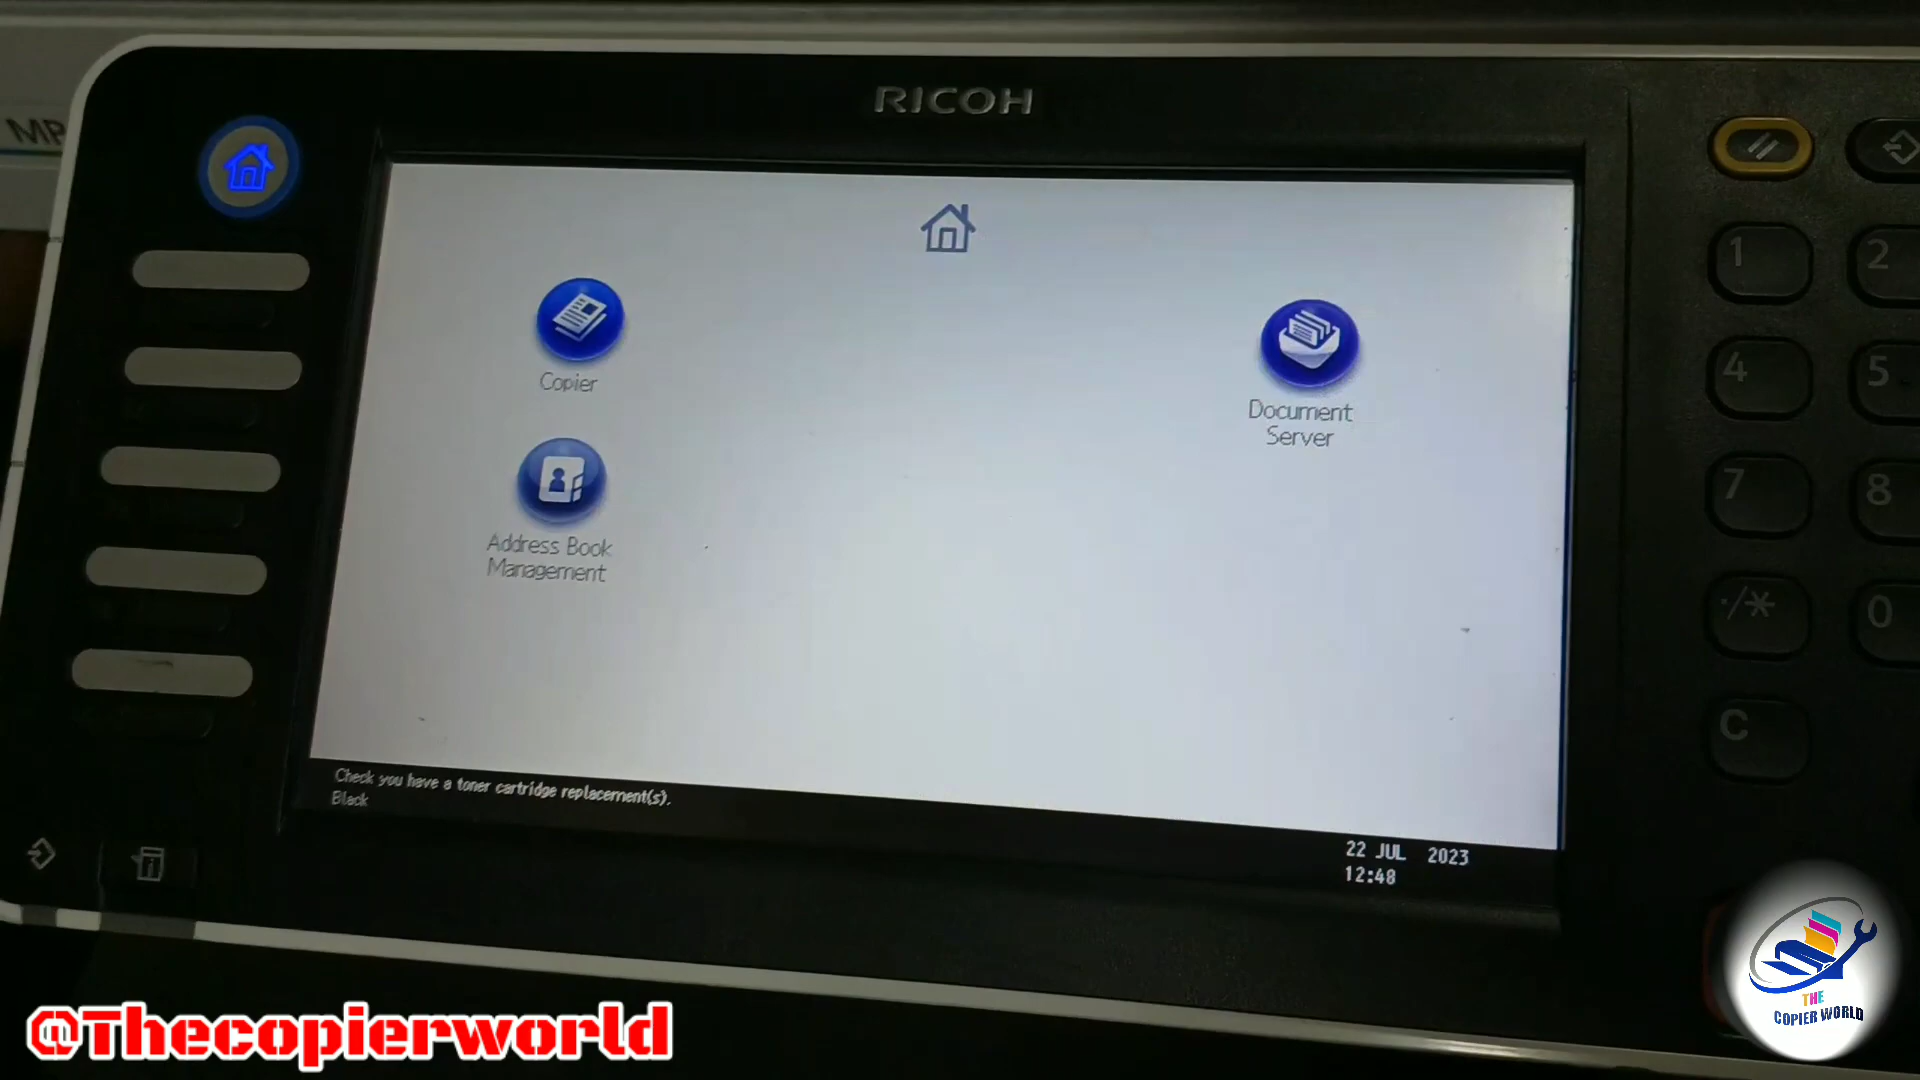 RICOH
MP
Copier
Document
Server
Address Book
Management
1
2
4
5
7
8
·/*
0
C
Check you have a toner cartridge replacement(s).
Black
22 JUL 2023
12:48
@Thecopierworld
THE
COPIER WORLD